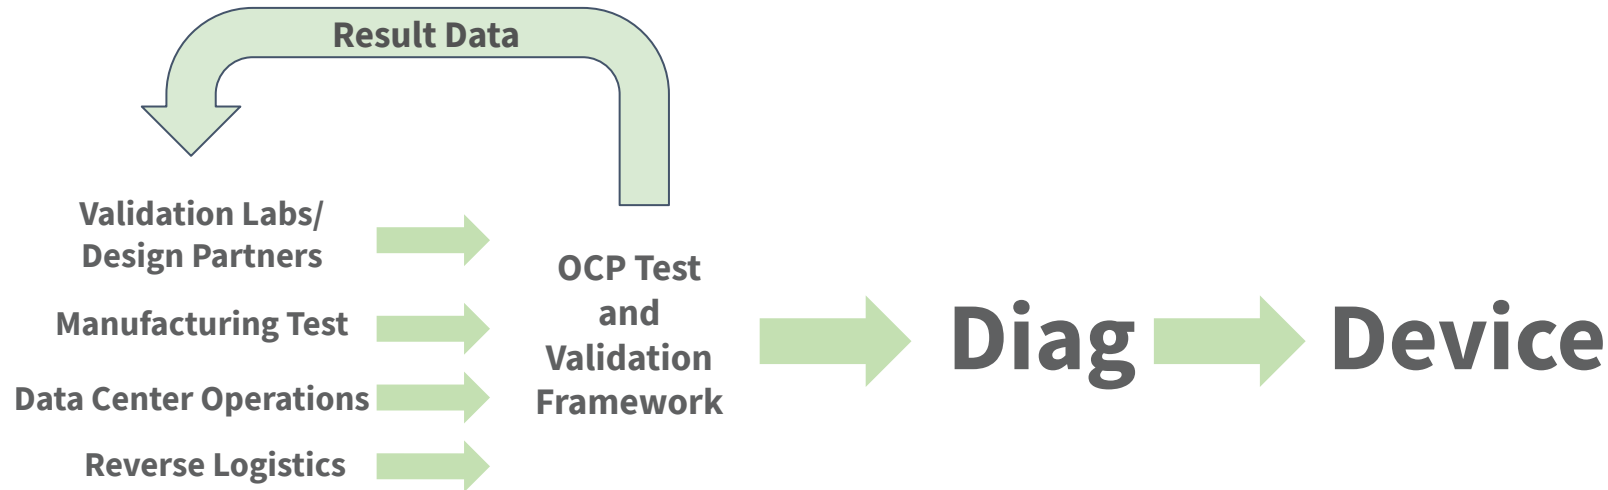 Result Data
Validation Labs/
Design Partners
Manufacturing Test
Data Center Operations
Reverse Logistics
OCP Test
and
Validation
Framework
Diag
Device